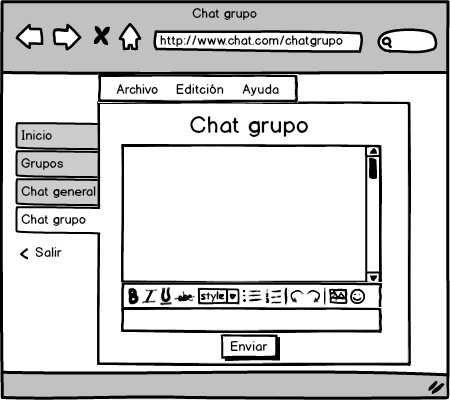 Chat grupo
http://www.chat.com/chatgrupo
Archivo Editción Ayuda
Chat grupo
Inicio
Grupos
Chat general
Chat grupo
Salir
B I U abc style
Enviar